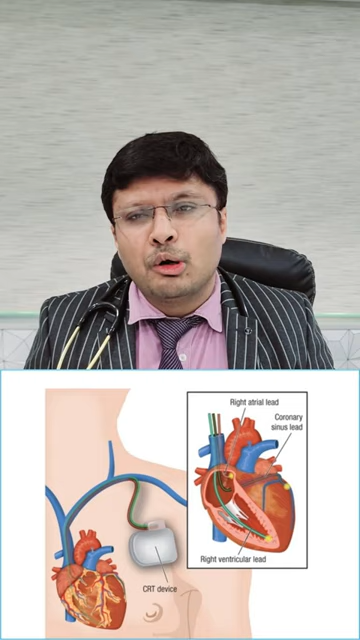 Right atrial lead
Coronary
sinus lead
Right ventricular lead
CRT device